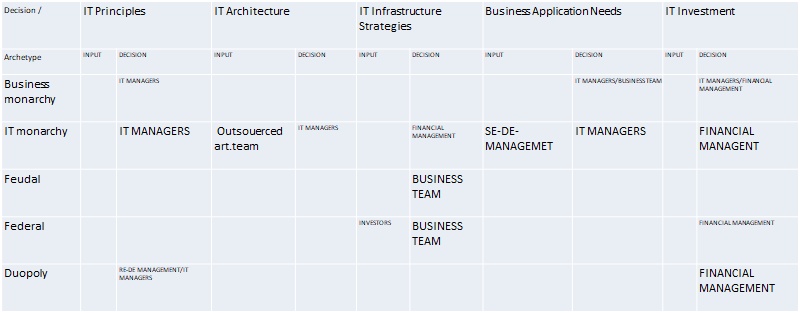 Decision / IT Principles IT Architecture IT Infrastructure Business Application Needs IT Investment
Strategies
Archetype INPUT DECISION INPUT DECISION INPUT DECISION INPUT DECISION INPUT DECISION
Business IT MANAGERS IT MANAGERS/BUSINESSTEAM IT MANAGERS/FINANCIAL
monarchy MANAGEMENT
IT monarchy IT MANAGERS Outsouerced IT MANAGERS FINANCIAL SE-DE- IT MANAGERS FINANCIAL
art.team MANAGEMENT MANAGEMET MANAGENT
Feudal BUSINESS
TEAM
Federal INVESTORS BUSINESS FINANCIAL MANAGEMENT
TEAM
Duopoly RE-DE MANAGEMENT/IT FINANCIAL
MANAGERS MANAGEMENT